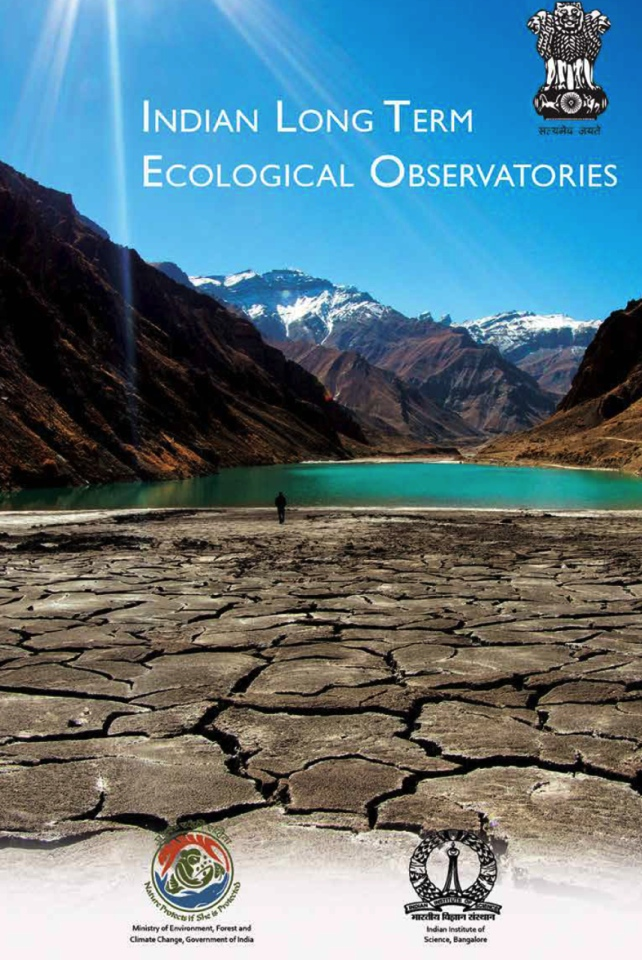 सत्यमेव जयते
INDIAN LONG TERM
ECOLOGICAL OBSERVATORIES
Nature Protects if She is Protected
Ministry of Environment, Forest and
Climate Change, Government of India
INDIAN INSTITUTE OF SCIENCE
भारतीय विज्ञान संस्थान
Indian Institute of
Science, Bangalore